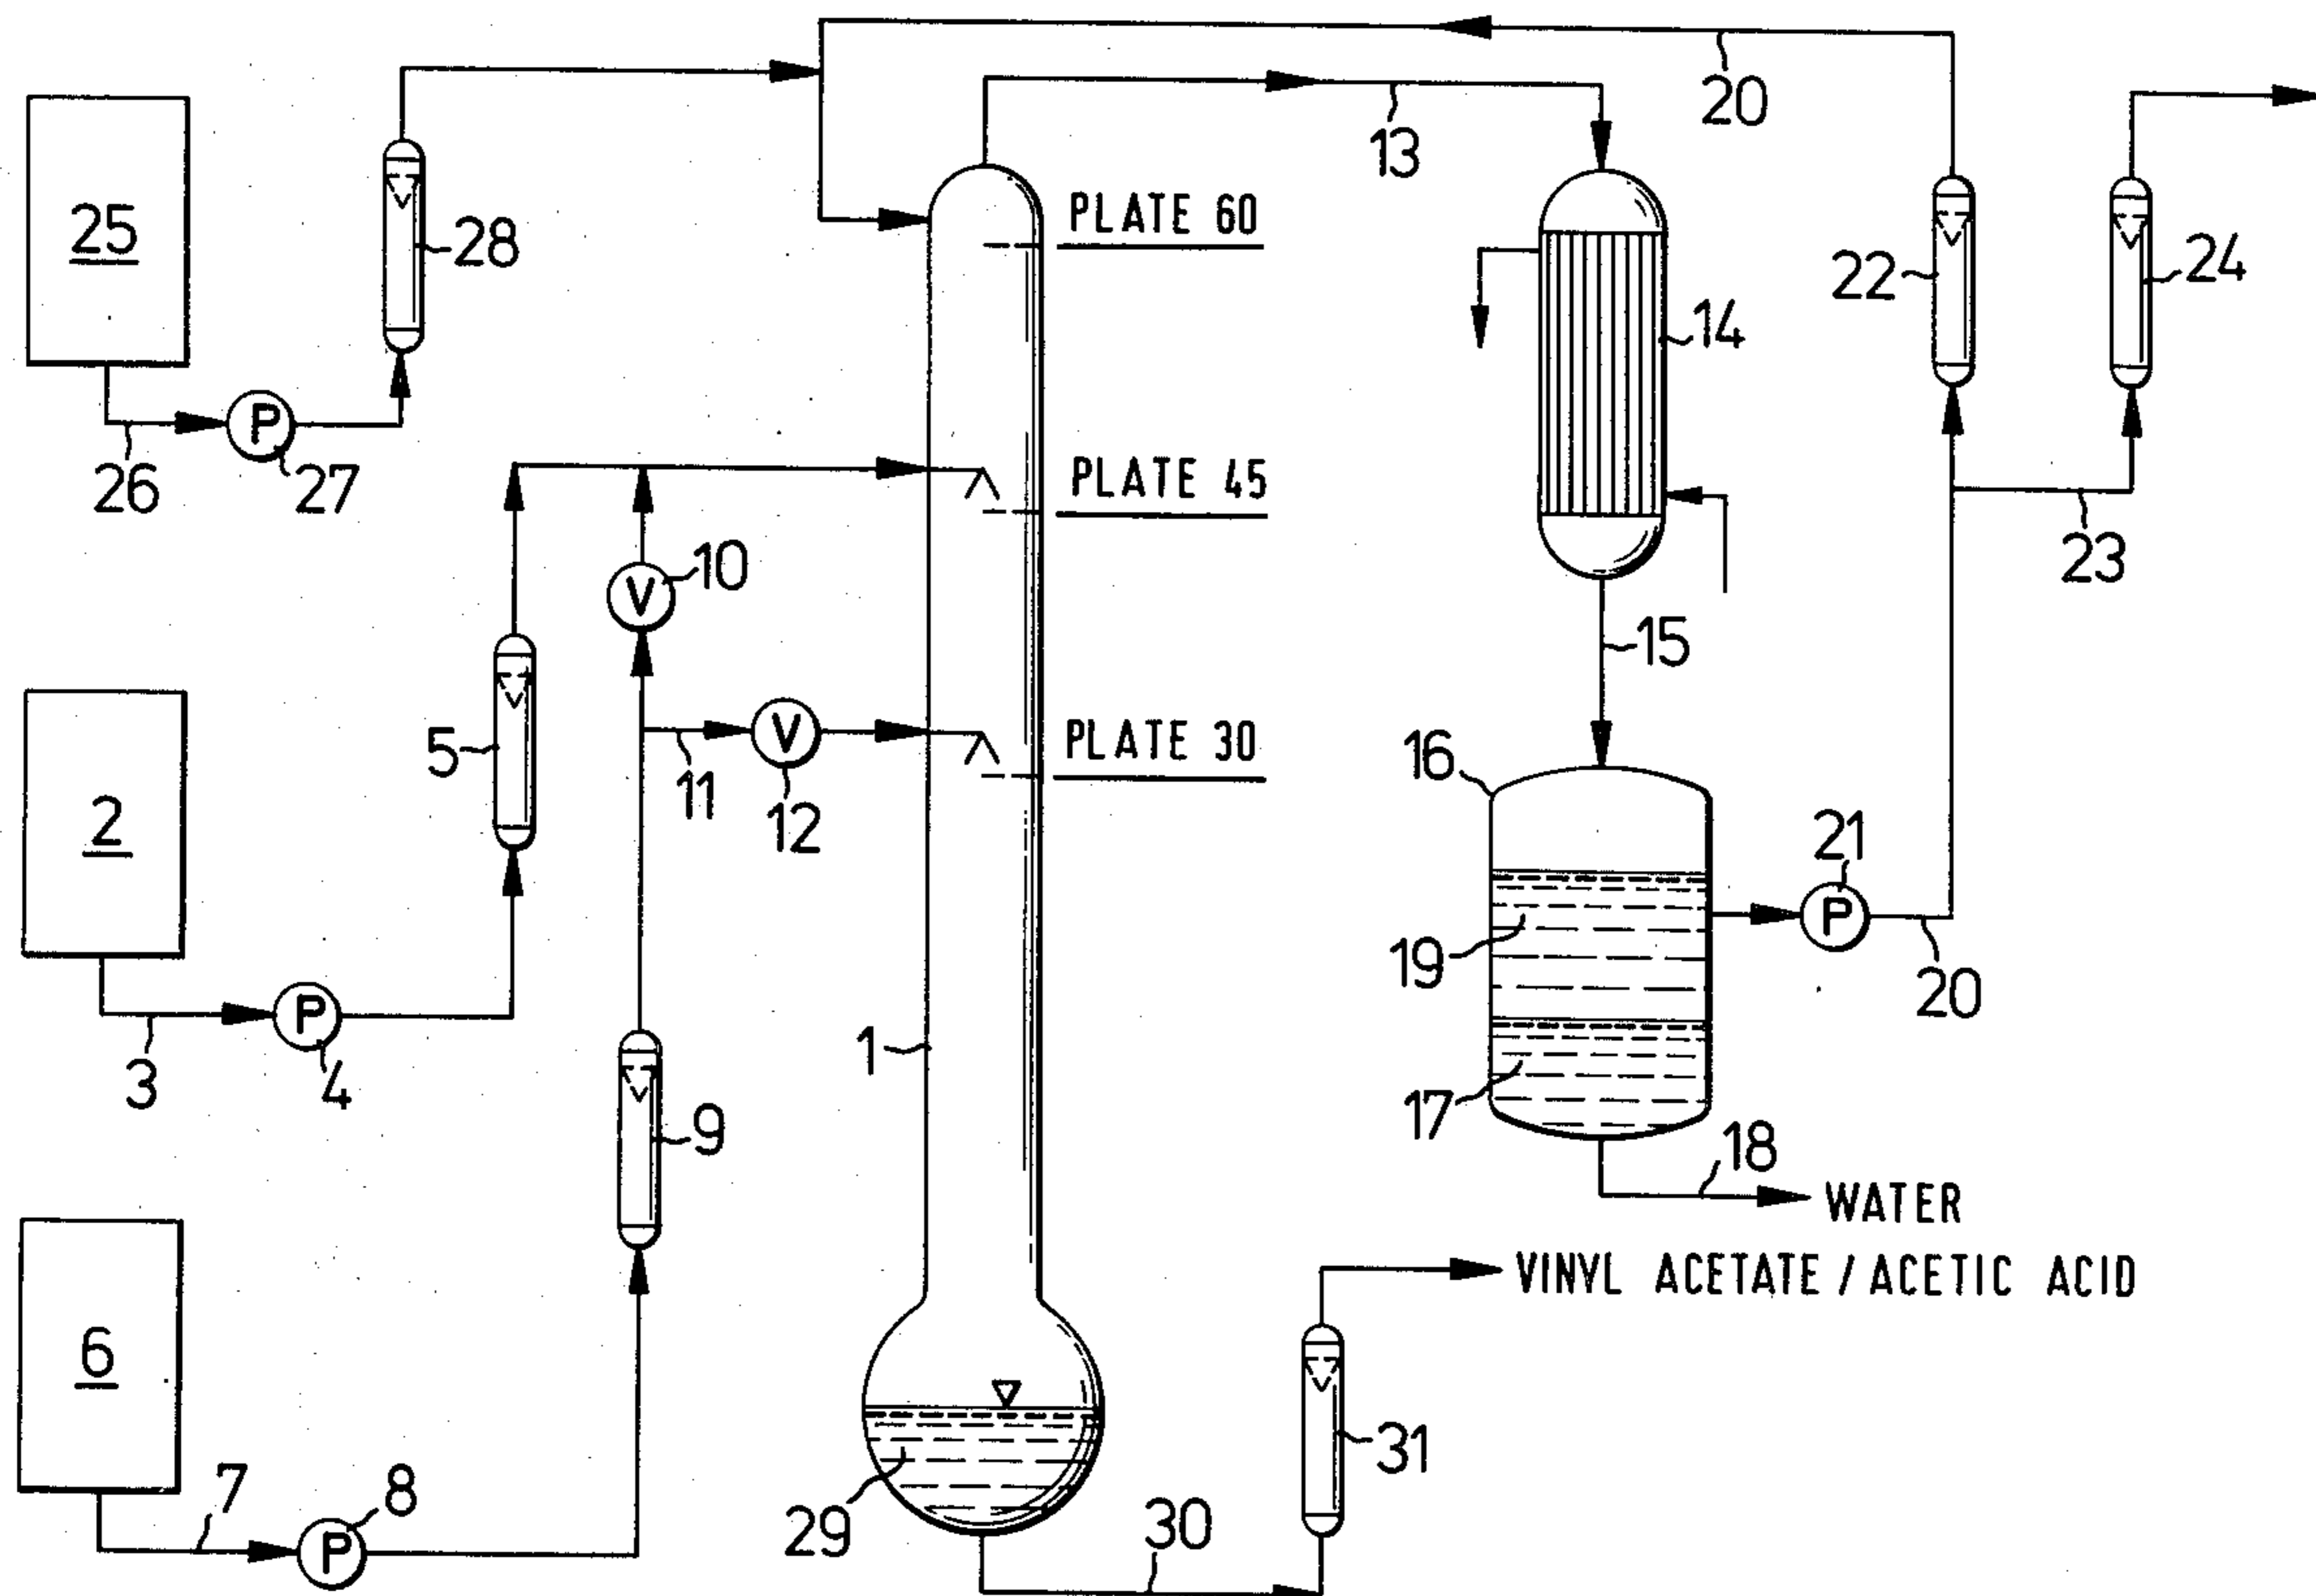 20
13
25
28
PLATE 60
22
24
14
26
P
27
PLATE 45
23
V
10
15
5
V
PLATE 30
11
12
16
2
21
P
19
20
3
P
4
1
9
17
18
WATER
VINYL ACETATE / ACETIC ACID
6
31
7
P
8
29
30